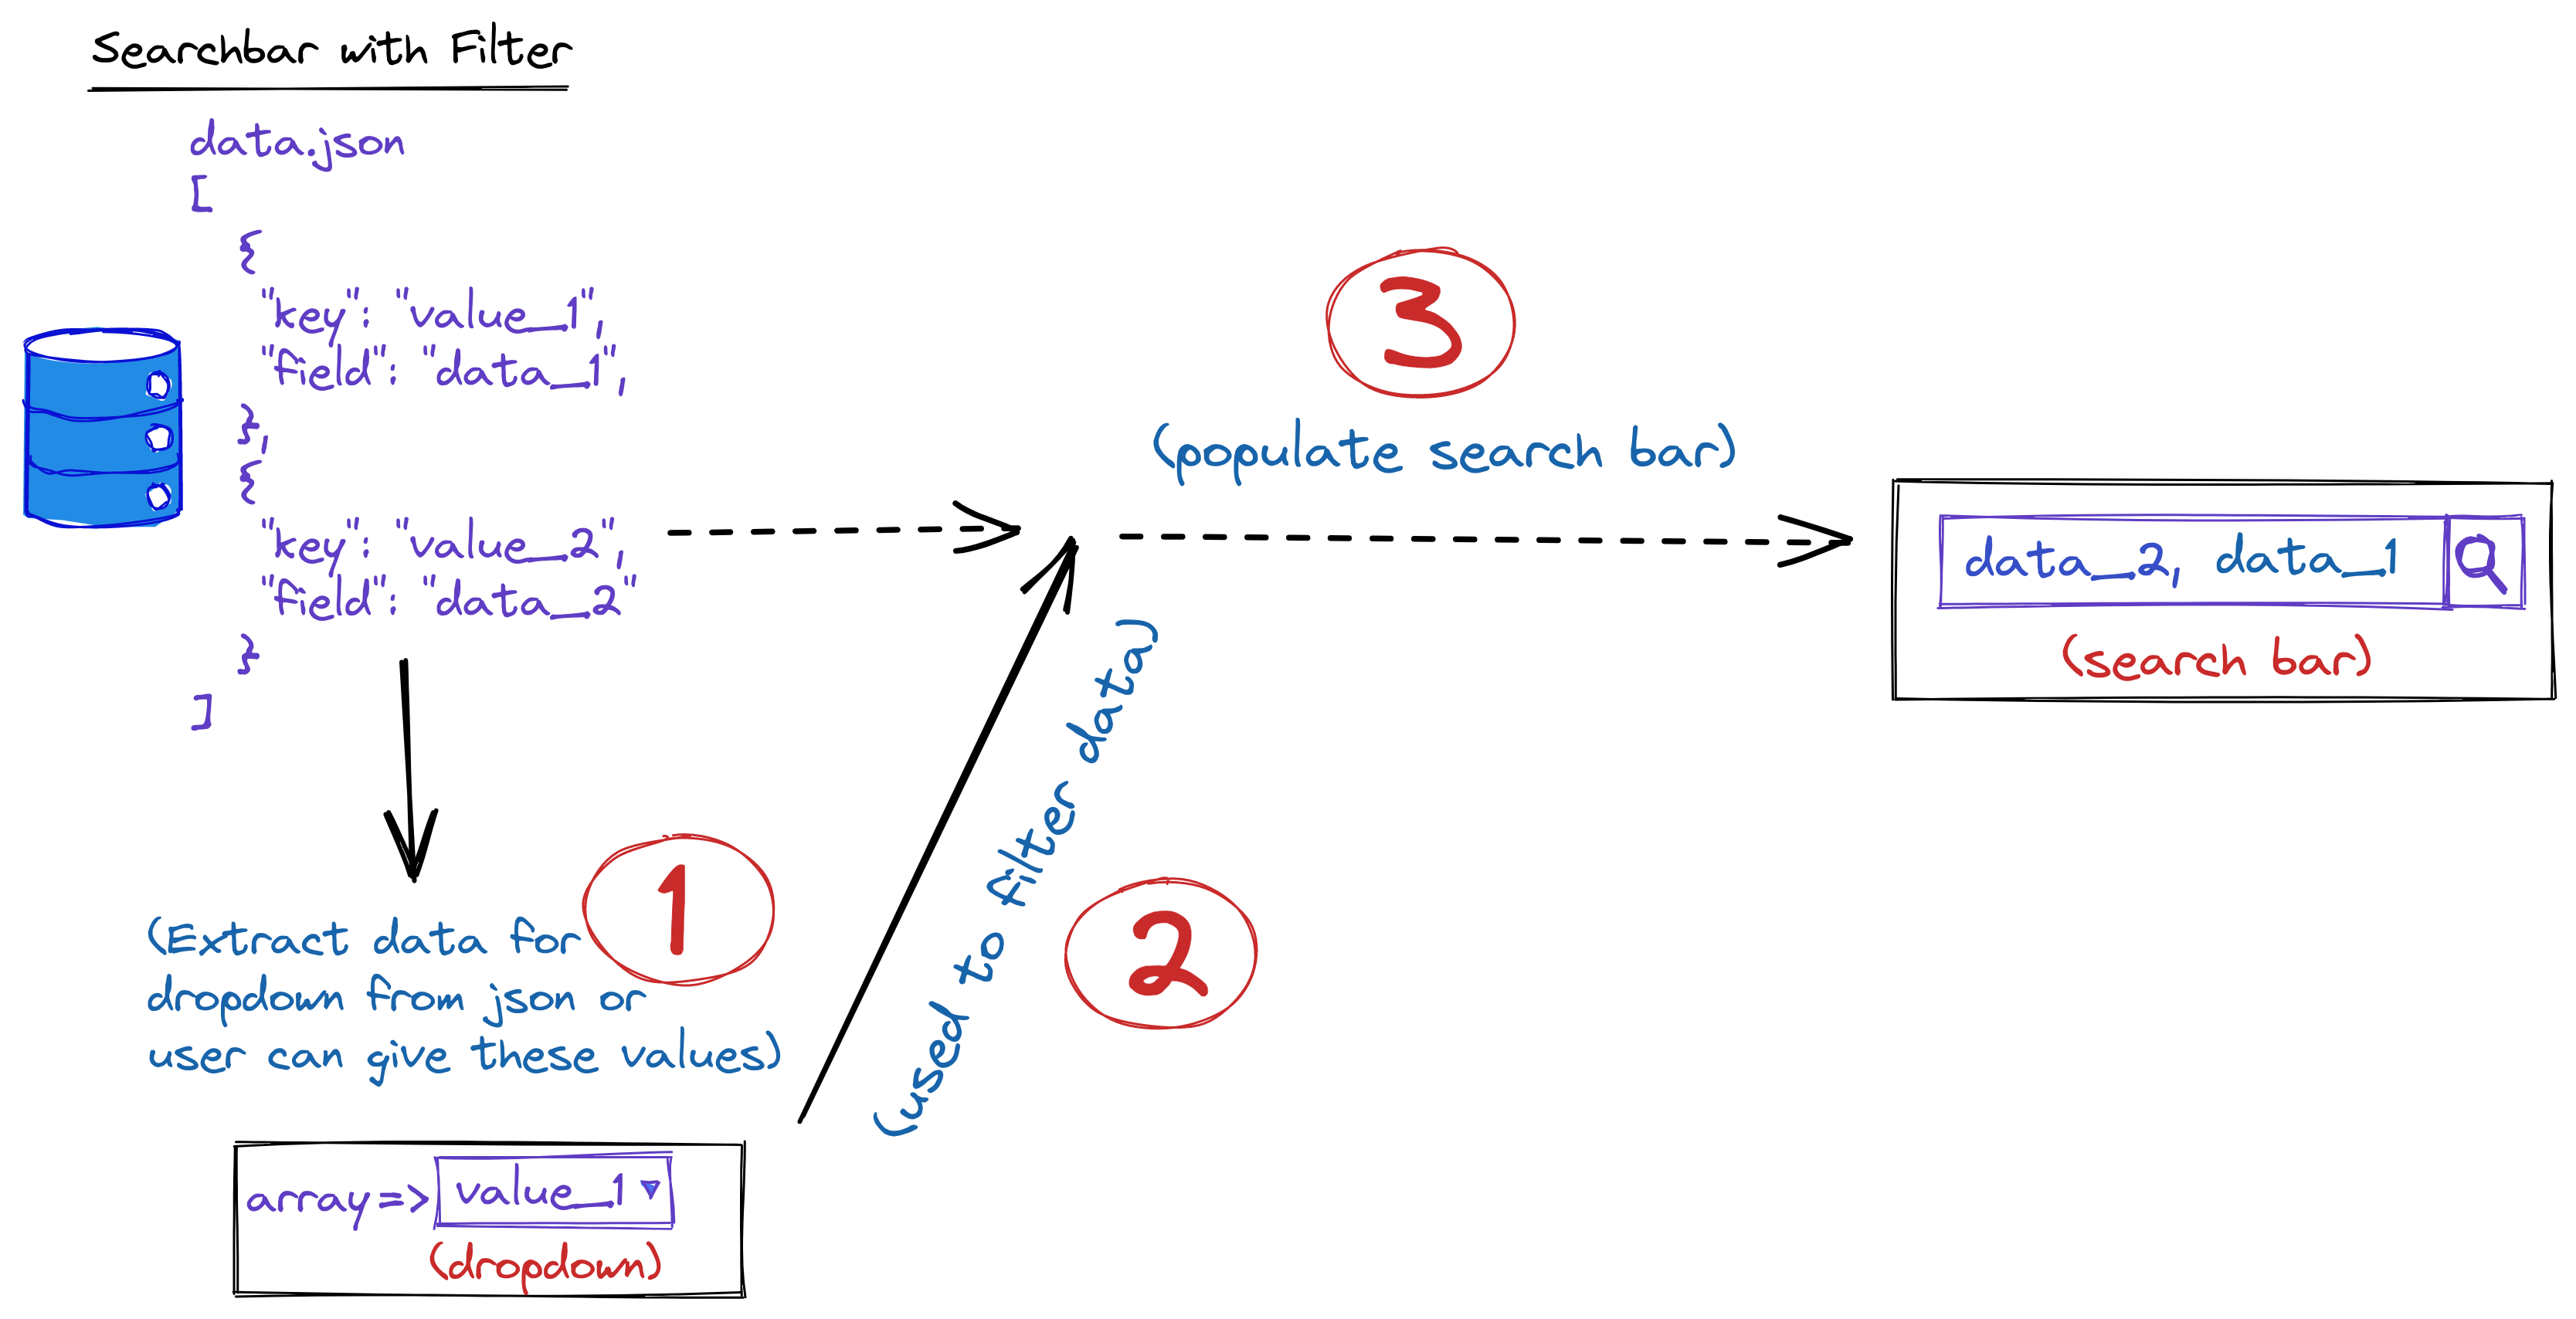 Searchbar with Filter
data.json
[
{
"key": "value_1",
"field": "data_1",
},
{
"key": "value_2",
"field": "data_2"
}
]
1
(Extract data for
dropdown from json or
user can give these values)
array=> value_1
(dropdown)
(used to filter data)
2
3
(populate search bar)
data_2, data_1
(search bar)